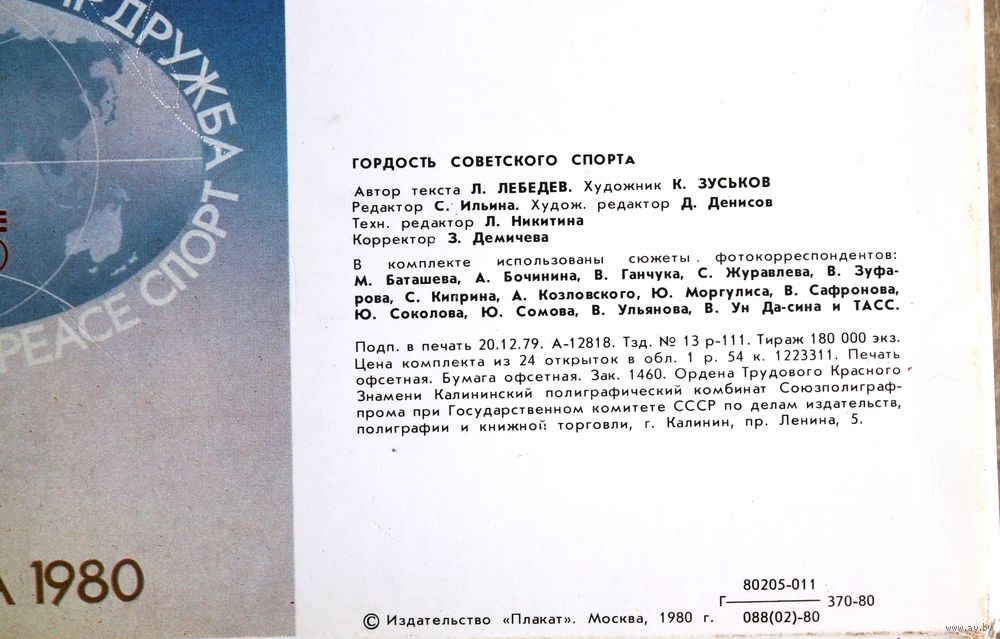 ДРУЖБА
СПОРТ
PEACE СПОРТ
1980
ГОРДОСТЬ СОВЕТСКОГО СПОРТА
Автор текста Л. ЛЕБЕДЕВ. Художник К. ЗУСЬКОВ
Редактор С. Ильина. Худож. редактор Д. Денисов
Техн. редактор Л. Никитина
Корректор З. Демичева
В комплекте использованы сюжеты фотокорреспондентов:
М. Баташева, А. Бочинина, В. Ганчука, С. Журавлева, В. Зуфа-
рова, С. Киприна, А. Козловского, Ю. Моргулиса, В. Сафронова,
Ю. Соколова, Ю. Сомова, В. Ульянова, В. Ун Да-сина и ТАСС.
Подп. в печать 20.12.79. А-12818. Тзд. № 13 р-111. Тираж 180 000 экз.
Цена комплекта из 24 открыток в обл. 1 р. 54 к. 1223311. Печать
офсетная. Бумага офсетная. Зак. 1460. Ордена Трудового Красного
Знамени Калининский полиграфический комбинат Союзполиграф-
прома при Государственном комитете СССР по делам издательств,
полиграфии и книжной торговли, г. Калинин, пр. Ленина, 5.
80205-011
Г 370-80
088(02)-80
© Издательство «Плакат». Москва, 1980 г.
www.ay.by